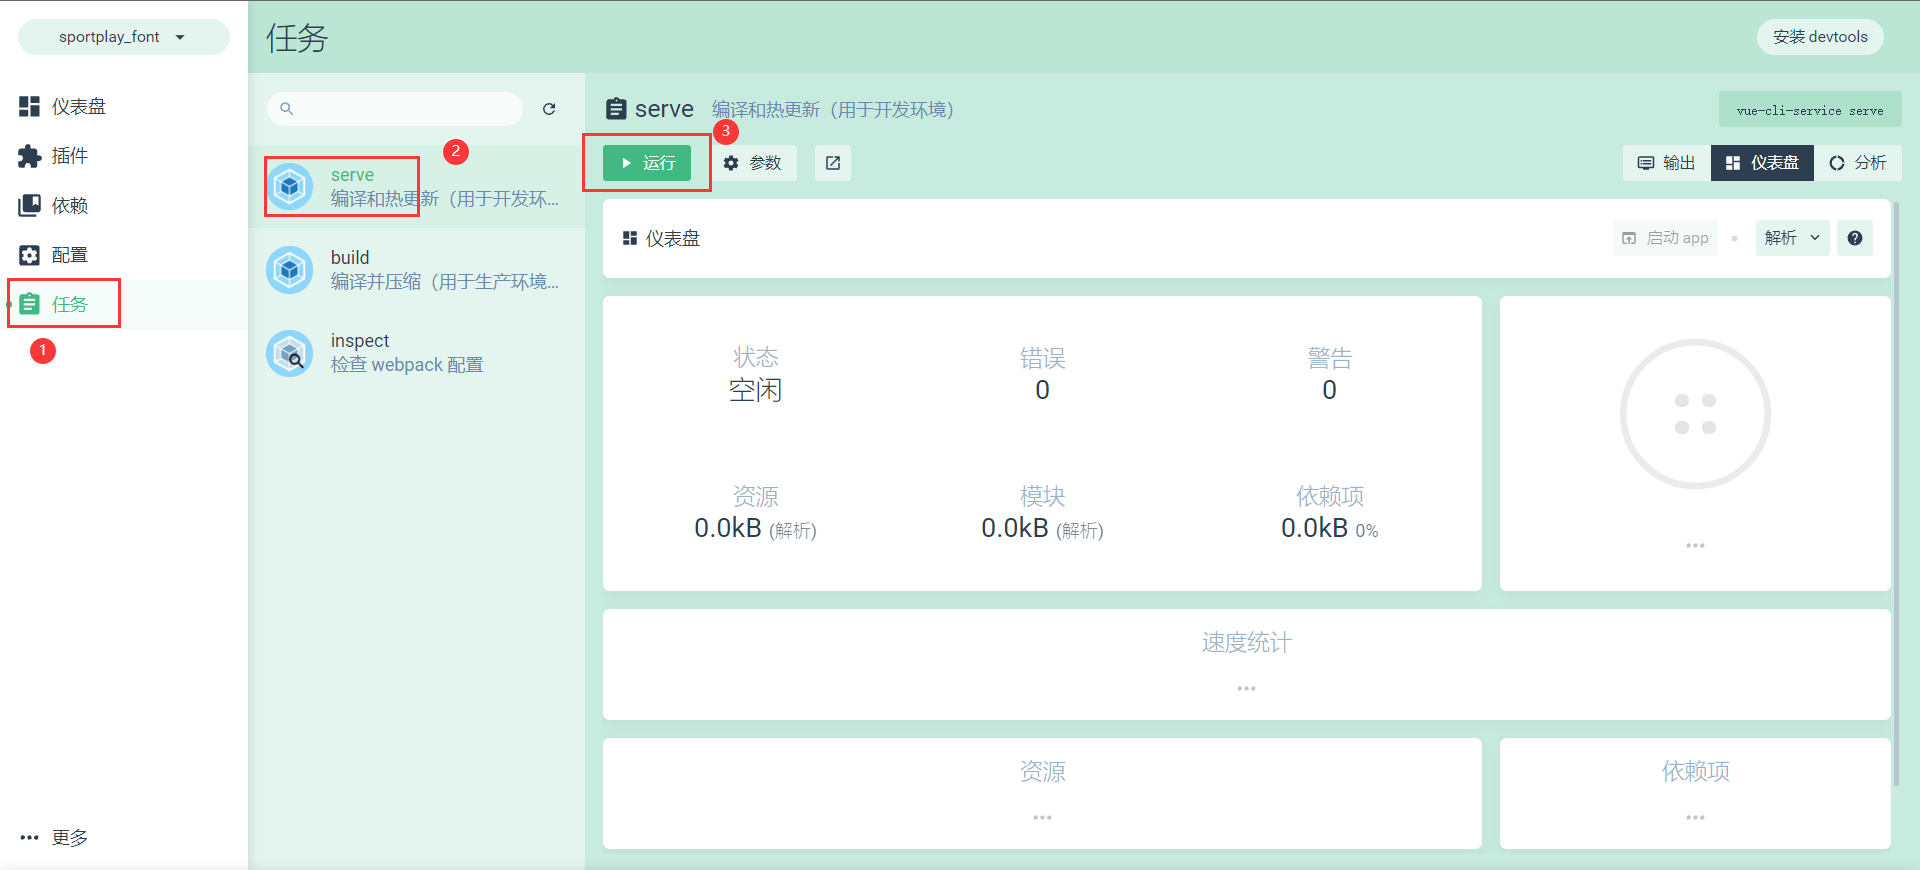 sportplay_font
仪表盘
插件
依赖
配置
任务
1
更多
任务
安装 devtools
2
serve
编译和热更新（用于开发环...
build
编译并压缩（用于生产环境...
inspect
检查 webpack 配置
serve 编译和热更新（用于开发环境）
vue-cli-service serve
3
运行 参数
输出 仪表盘 分析
仪表盘
启动 app 解析
状态 错误 警告
空闲 0 0
资源 模块 依赖项
0.0kB (解析) 0.0kB (解析) 0.0kB 0%
速度统计
资源 依赖项